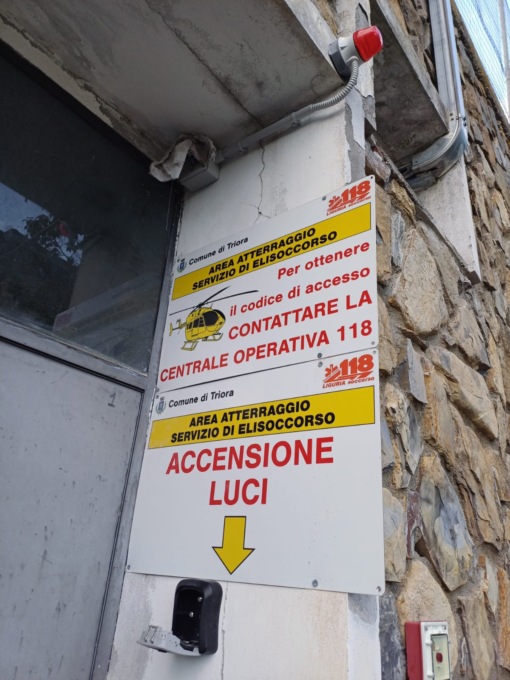 118
LIGURIA soccorso
Comune di Triora
AREA ATTERRAGGIO
SERVIZIO DI ELISOCCORSO
Per ottenere
il codice di accesso
CONTATTARE LA
CENTRALE OPERATIVA 118
118
LIGURIA soccorso
Comune di Triora
AREA ATTERRAGGIO
SERVIZIO DI ELISOCCORSO
ACCENSIONE
LUCI